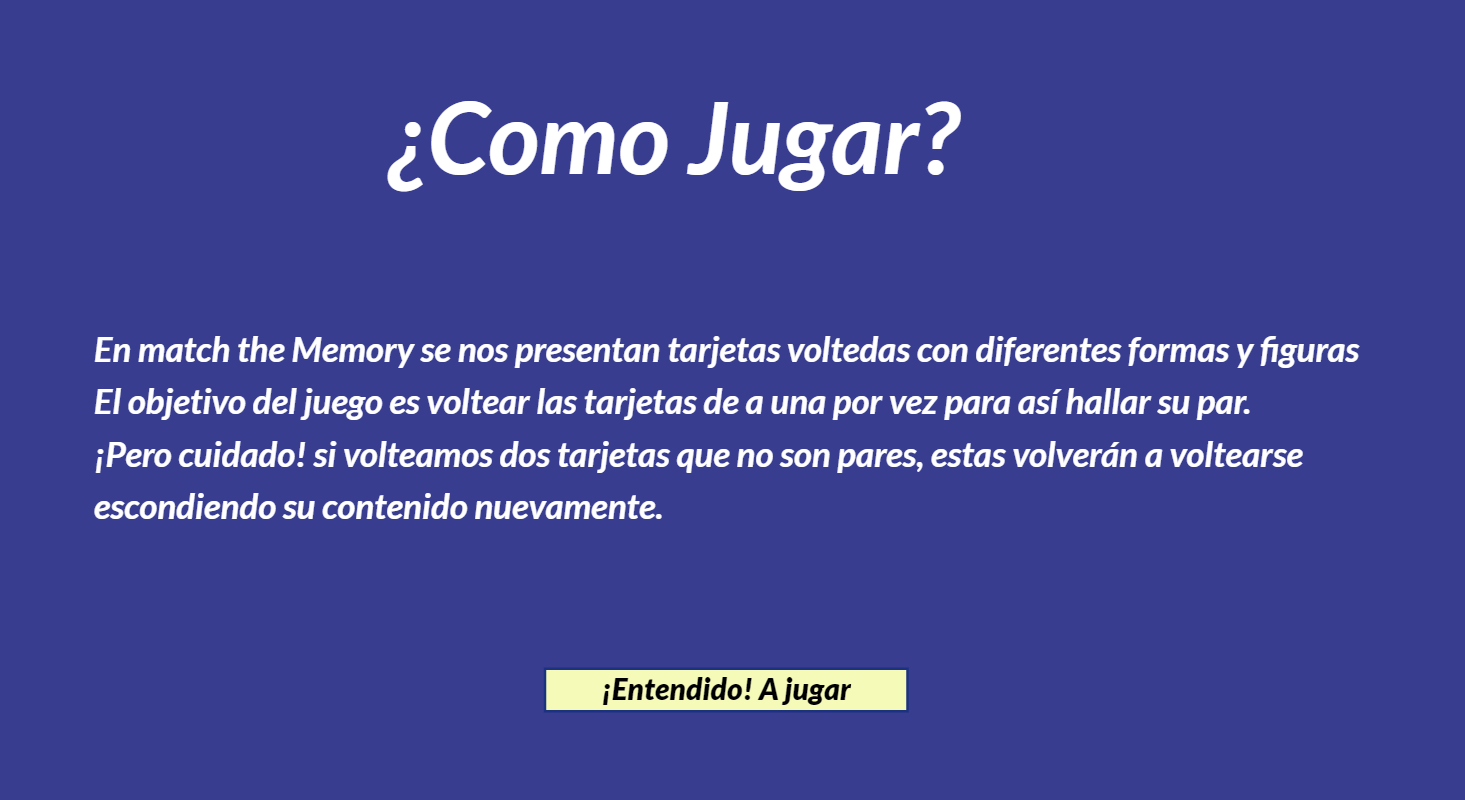 ¿Como Jugar?
En match the Memory se nos presentan tarjetas voltedas con diferentes formas y figuras
El objetivo del juego es voltear las tarjetas de a una por vez para así hallar su par.
¡Pero cuidado! si volteamos dos tarjetas que no son pares, estas volverán a voltearse
escondiendo su contenido nuevamente.
¡Entendido! A jugar